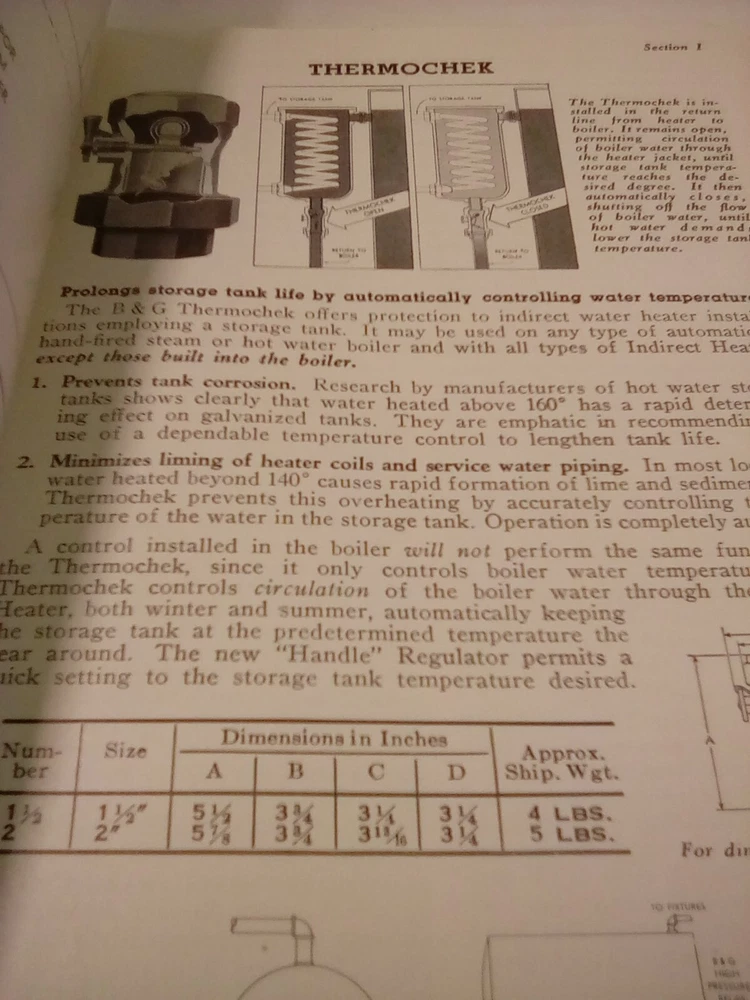 Section 1
THERMOCHEK
TO STORAGE TANK
THERMOCHEK
OPEN
RETURN TO
BOILER
TO STORAGE TANK
THERMOCHEK
CLOSED
RETURN TO
BOILER
The Thermochek is in-
stalled in the return
line from heater to
boiler. It remains open,
permitting circulation
of boiler water through
the heater jacket, until
storage tank tempera-
ture reaches the de-
sired degree. It then
automatically closes,
shutting off the flow
of boiler water, until
hot water demand
lower the storage tan
temperature.
Prolongs storage tank life by automatically controlling water temperatur
The B & G Thermochek offers protection to indirect water heater insta
tions employing a storage tank. It may be used on any type of automati
hand-fired steam or hot water boiler and with all types of Indirect Hea
except those built into the boiler.
1. Prevents tank corrosion. Research by manufacturers of hot water sto
tanks shows clearly that water heated above 160° has a rapid deter
ing effect on galvanized tanks. They are emphatic in recommendin
use of a dependable temperature control to lengthen tank life.
2. Minimizes liming of heater coils and service water piping. In most lo
water heated beyond 140° causes rapid formation of lime and sedimen
Thermochek prevents this overheating by accurately controlling t
perature of the water in the storage tank. Operation is completely au
A control installed in the boiler will not perform the same fun
the Thermochek, since it only controls boiler water temperatu
Thermochek controls circulation of the boiler water through the
Heater, both winter and summer, automatically keeping
he storage tank at the predetermined temperature the
ear around. The new "Handle" Regulator permits a
uick setting to the storage tank temperature desired.
Num-
ber
Size
Dimensions in Inches
A B C D
Approx.
Ship. Wgt.
1½ 1½" 5½ 3¾ 3¼ 3¼ 4 LBS.
2 2" 5⅞ 3¾ 3¹³⁄₁₆ 3¼ 5 LBS.
A
For dim
TO FIXTURES
B & G
HIGH
PRESSURE